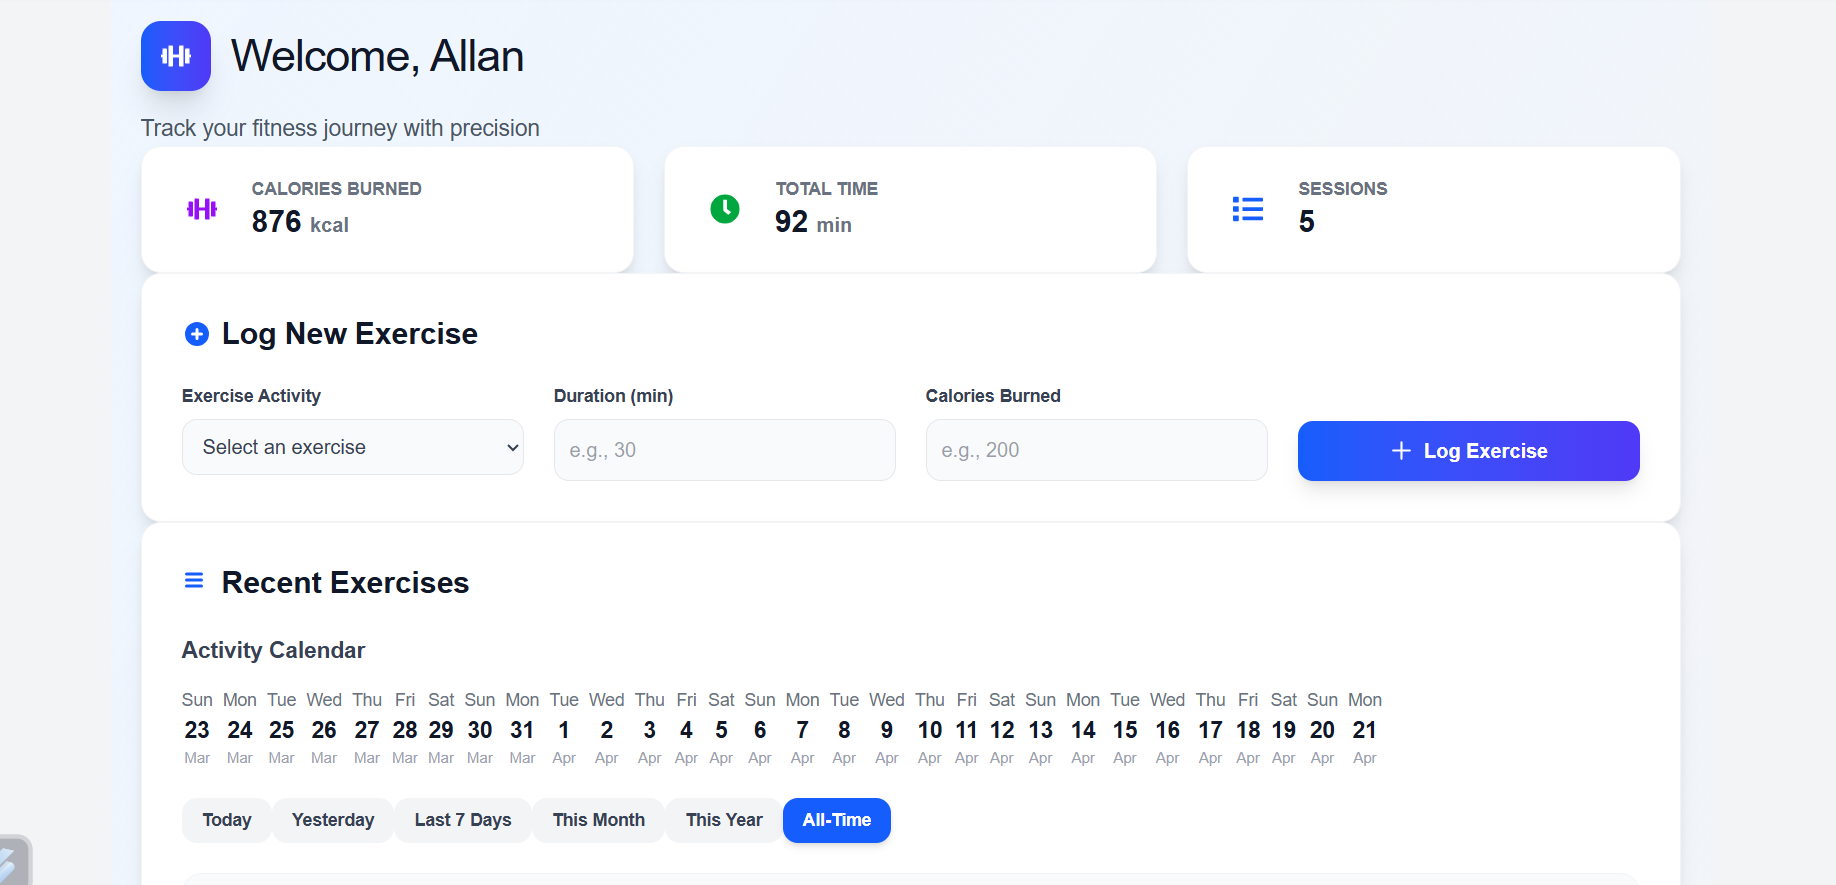 Welcome, Allan
Track your fitness journey with precision
CALORIES BURNED
876 kcal
TOTAL TIME
92 min
SESSIONS
5
Log New Exercise
Exercise Activity
Select an exercise
Duration (min)
e.g., 30
Calories Burned
e.g., 200
Log Exercise
Recent Exercises
Activity Calendar
Sun Mon Tue Wed Thu Fri Sat Sun Mon Tue Wed Thu Fri Sat Sun Mon Tue Wed Thu Fri Sat Sun Mon Tue Wed Thu Fri Sat Sun Mon
23 24 25 26 27 28 29 30 31 1 2 3 4 5 6 7 8 9 10 11 12 13 14 15 16 17 18 19 20 21
Mar Mar Mar Mar Mar Mar Mar Mar Mar Apr Apr Apr Apr Apr Apr Apr Apr Apr Apr Apr Apr Apr Apr Apr Apr Apr Apr Apr Apr Apr
Today Yesterday Last 7 Days This Month This Year All-Time